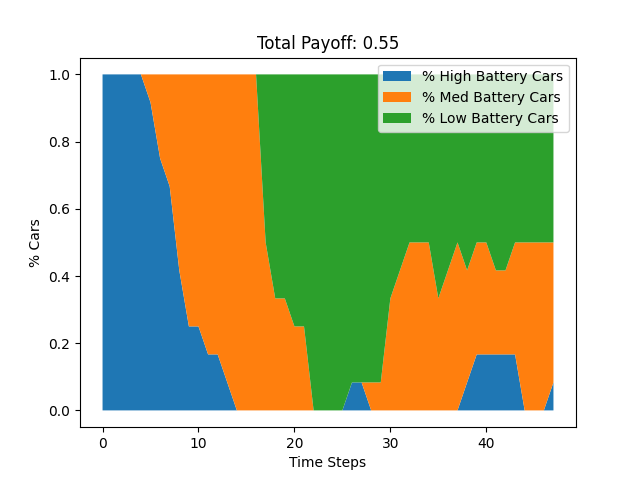 Total Payoff: 0.55
% High Battery Cars
% Med Battery Cars
% Low Battery Cars
1.0
0.8
0.6
0.4
0.2
0.0
% Cars
0
10
20
30
40
Time Steps